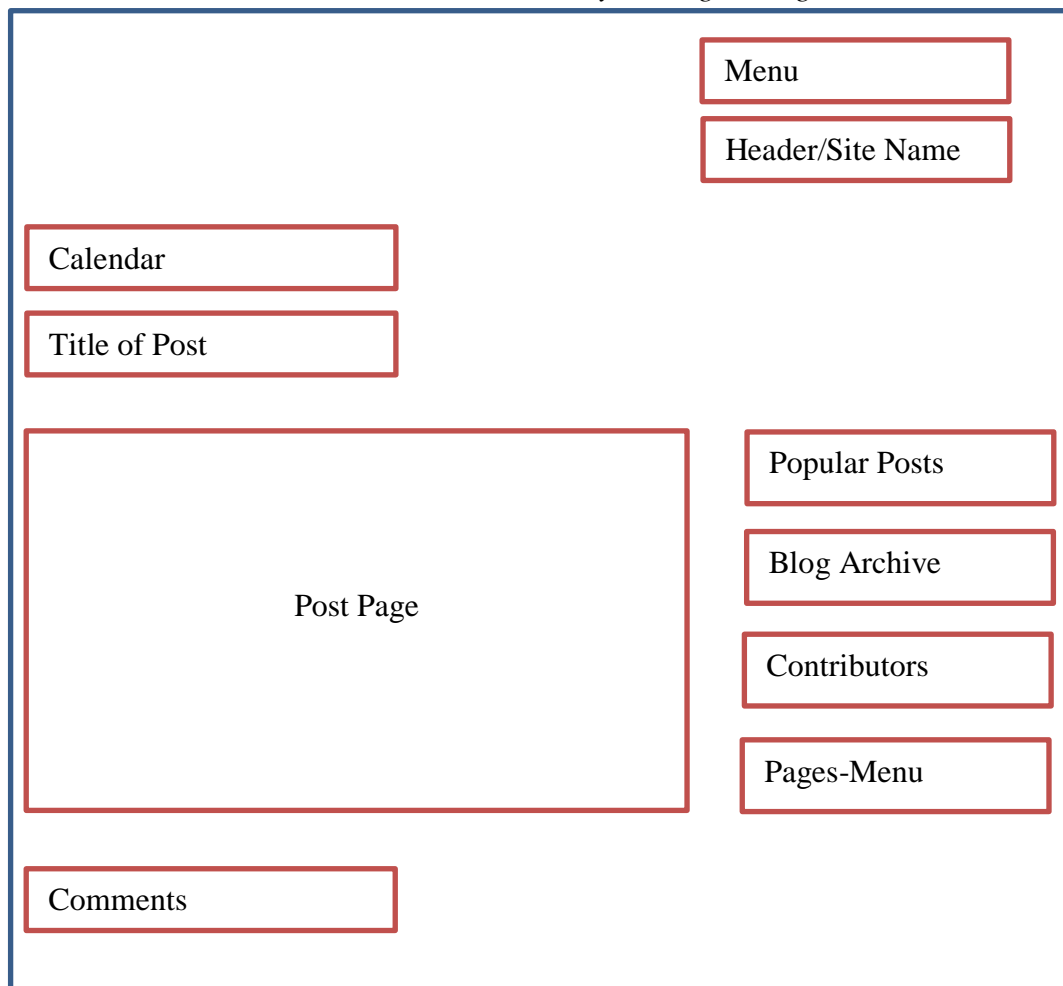 Menu
Header/Site Name
Calendar
Title of Post
Post Page
Popular Posts
Blog Archive
Contributors
Pages-Menu
Comments